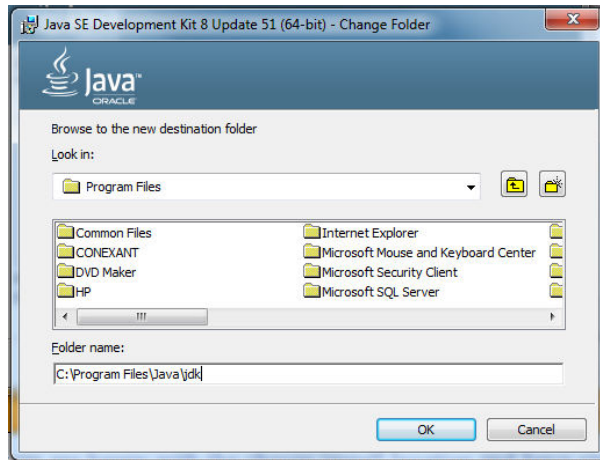 Java SE Development Kit 8 Update 51 (64-bit) - Change Folder
Java™
ORACLE
Browse to the new destination folder
Look in:
Program Files
Common Files
Internet Explorer
CONEXANT
Microsoft Mouse and Keyboard Center
DVD Maker
Microsoft Security Client
HP
Microsoft SQL Server
Folder name:
C:\Program Files\Java\jdk
OK
Cancel